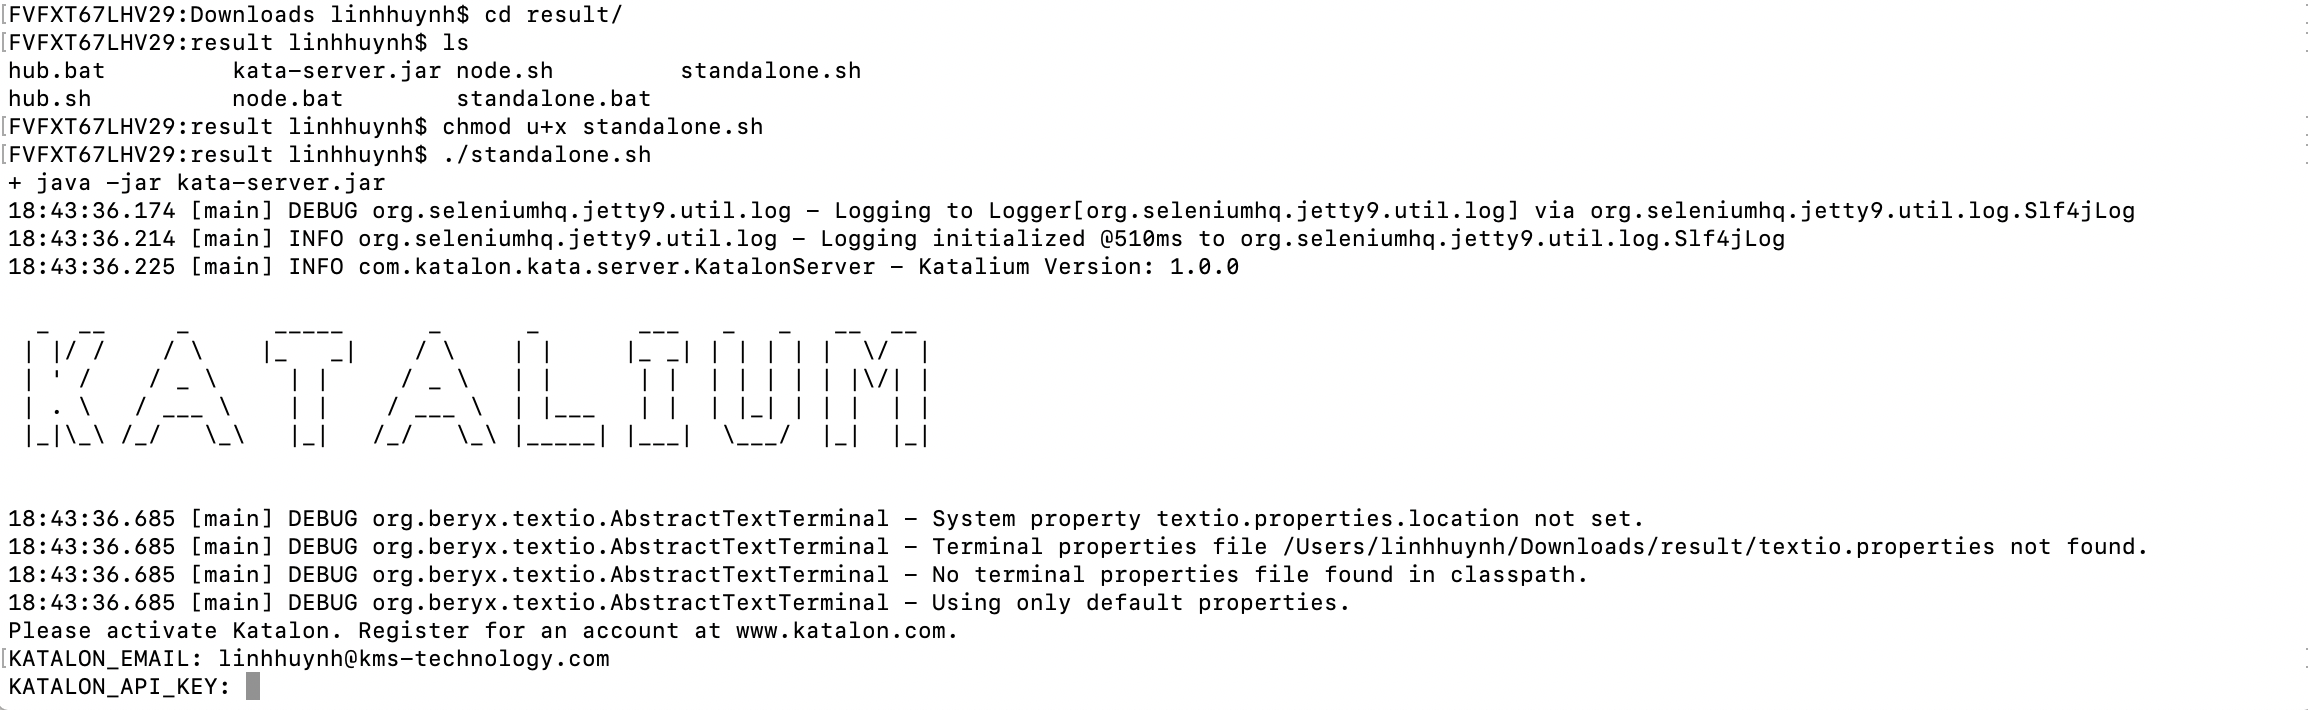 FVFXT67LHV29:Downloads linhhuynh$ cd result/
FVFXT67LHV29:result linhhuynh$ ls
hub.bat         kata-server.jar node.sh         standalone.sh
hub.sh          node.bat        standalone.bat
FVFXT67LHV29:result linhhuynh$ chmod u+x standalone.sh
FVFXT67LHV29:result linhhuynh$ ./standalone.sh
+ java -jar kata-server.jar
18:43:36.174 [main] DEBUG org.seleniumhq.jetty9.util.log - Logging to Logger[org.seleniumhq.jetty9.util.log] via org.seleniumhq.jetty9.util.log.Slf4jLog
18:43:36.214 [main] INFO org.seleniumhq.jetty9.util.log - Logging initialized @510ms to org.seleniumhq.jetty9.util.log.Slf4jLog
18:43:36.225 [main] INFO com.katalon.kata.server.KatalonServer - Katalium Version: 1.0.0
KATALIUM
18:43:36.685 [main] DEBUG org.beryx.textio.AbstractTextTerminal - System property textio.properties.location not set.
18:43:36.685 [main] DEBUG org.beryx.textio.AbstractTextTerminal - Terminal properties file /Users/linhhuynh/Downloads/result/textio.properties not found.
18:43:36.685 [main] DEBUG org.beryx.textio.AbstractTextTerminal - No terminal properties file found in classpath.
18:43:36.685 [main] DEBUG org.beryx.textio.AbstractTextTerminal - Using only default properties.
Please activate Katalon. Register for an account at www.katalon.com.
KATALON_EMAIL: linhhuynh@kms-technology.com
KATALON_API_KEY: